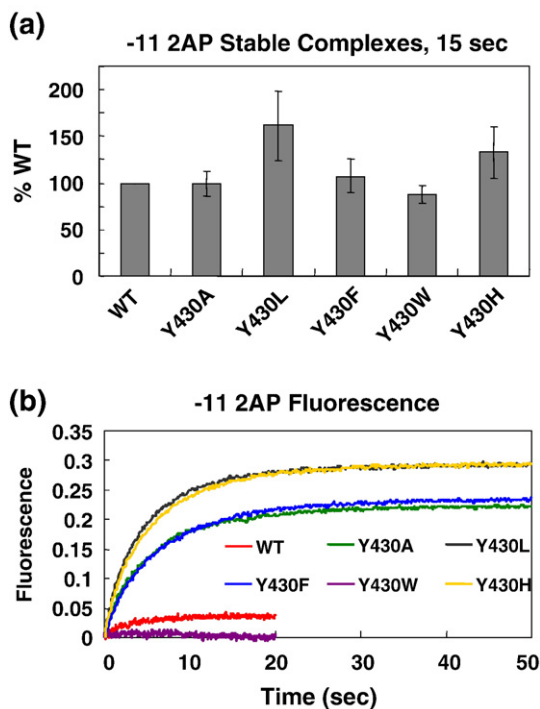 (a)
-11 2AP Stable Complexes, 15 sec
% WT
200
150
100
50
0
WT
Y430A
Y430L
Y430F
Y430W
Y430H
(b)
-11 2AP Fluorescence
Fluorescence
0.35
0.3
0.25
0.2
0.15
0.1
0.05
0
WT Y430A Y430L
Y430F Y430W Y430H
0 10 20 30 40 50
Time (sec)